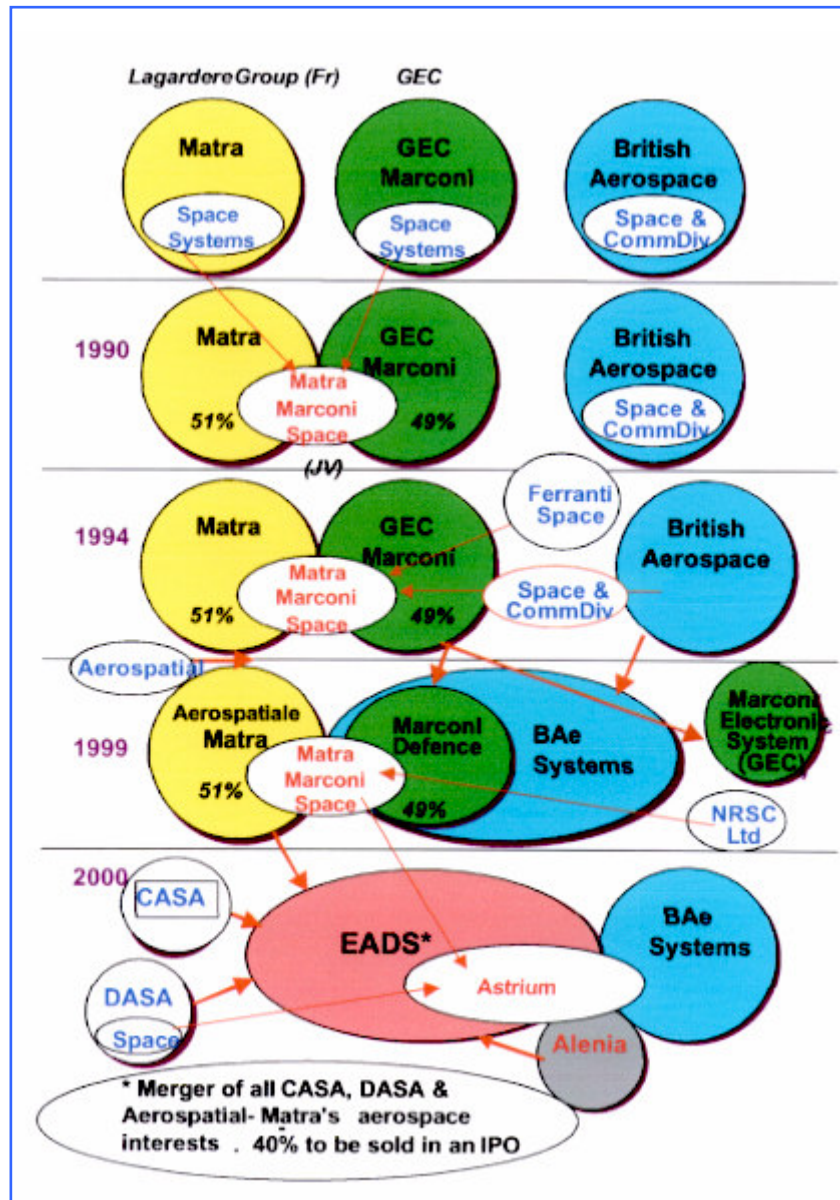 Lagardere Group (Fr)
GEC
Matra
Space
Systems
GEC
Marconi
Space
Systems
British
Aerospace
Space &
CommDiv
1990
Matra
51%
Matra
Marconi
Space
(JV)
GEC
Marconi
49%
British
Aerospace
Space &
CommDiv
1994
Matra
51%
Matra
Marconi
Space
GEC
Marconi
49%
Ferranti
Space
Space &
CommDiv
British
Aerospace
Aerospatial
1999
Aerospatiale
Matra
51%
Matra
Marconi
Space
Marconi
Defence
49%
BAe
Systems
Marconi
Electronic
System
(GEC)
NRSC
Ltd
2000
CASA
DASA
Space
EADS*
Astrium
BAe
Systems
Alenia
* Merger of all CASA, DASA &
Aerospatial- Matra's aerospace
interests . 40% to be sold in an IPO